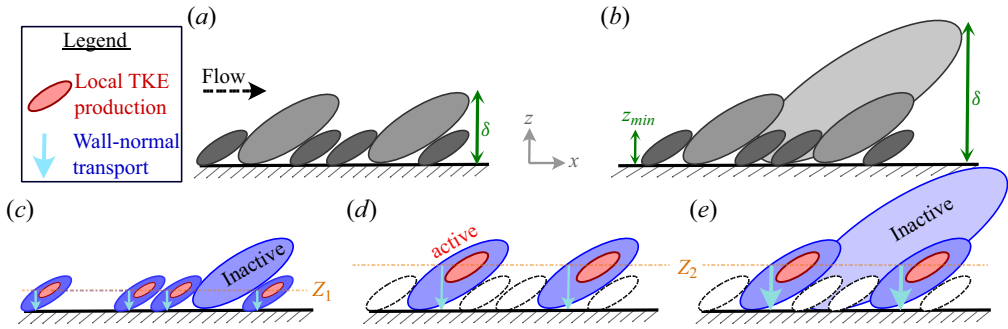 Legend
Local TKE
production
Wall-normal
transport
(a)
Flow
δ
z
x
(b)
z_min
δ
(c)
Inactive
Z_1
(d)
active
Z_2
(e)
Inactive